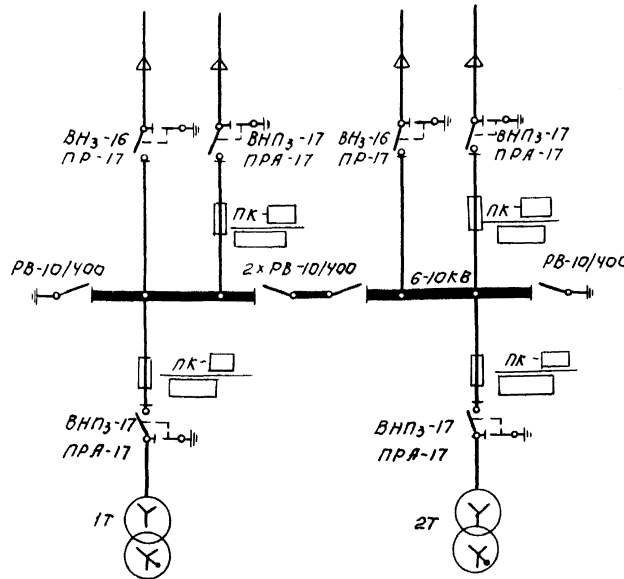 ВНз-16
ПР-17
ВНПз-17
ПРА-17
ВНз-16
ПР-17
ВНПз-17
ПРА-17
ПК-
ПК-
РВ-10/400
2 x РВ-10/400
6-10кВ
РВ-10/400
ПК-
ПК-
ВНПз-17
ПРА-17
ВНПз-17
ПРА-17
1Т
2Т